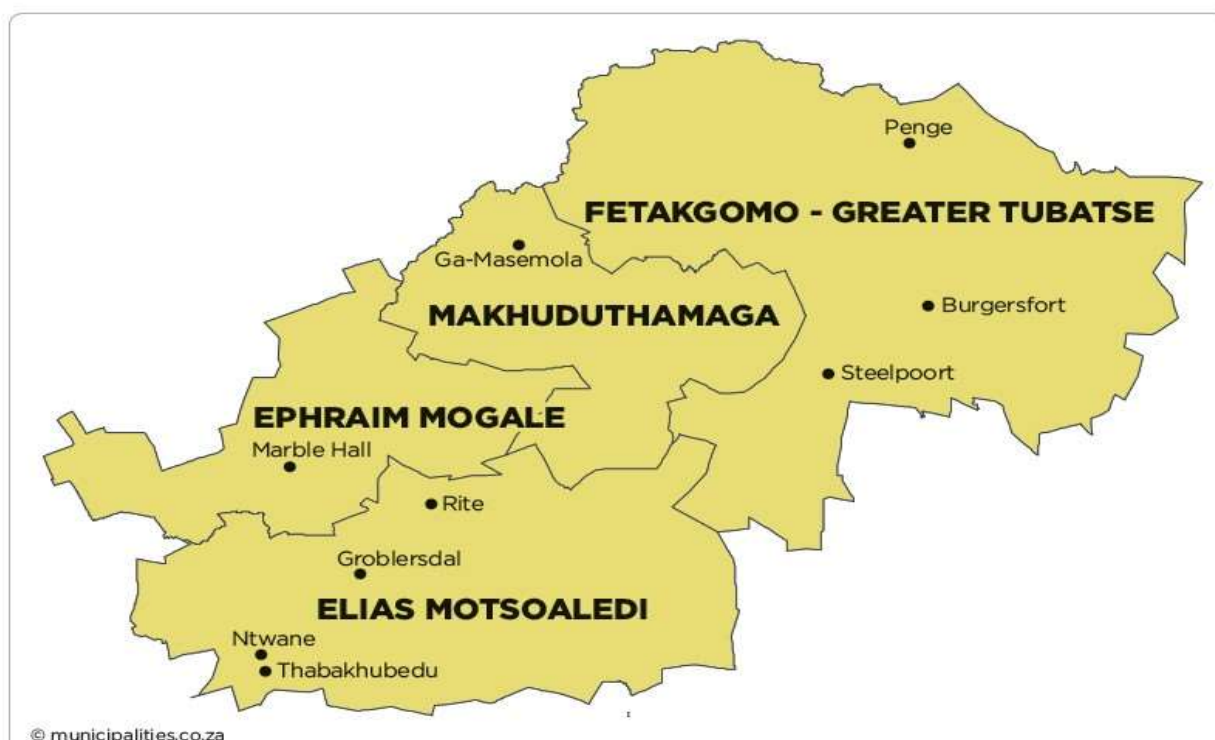 Penge
FETAKGOMO - GREATER TUBATSE
Ga-Masemola
MAKHUDUTHAMAGA
Burgersfort
Steelpoort
EPHRAIM MOGALE
Marble Hall
Rite
Groblersdal
ELIAS MOTSOALEDI
Ntwane
Thabakhubedu
© municipalities.co.za